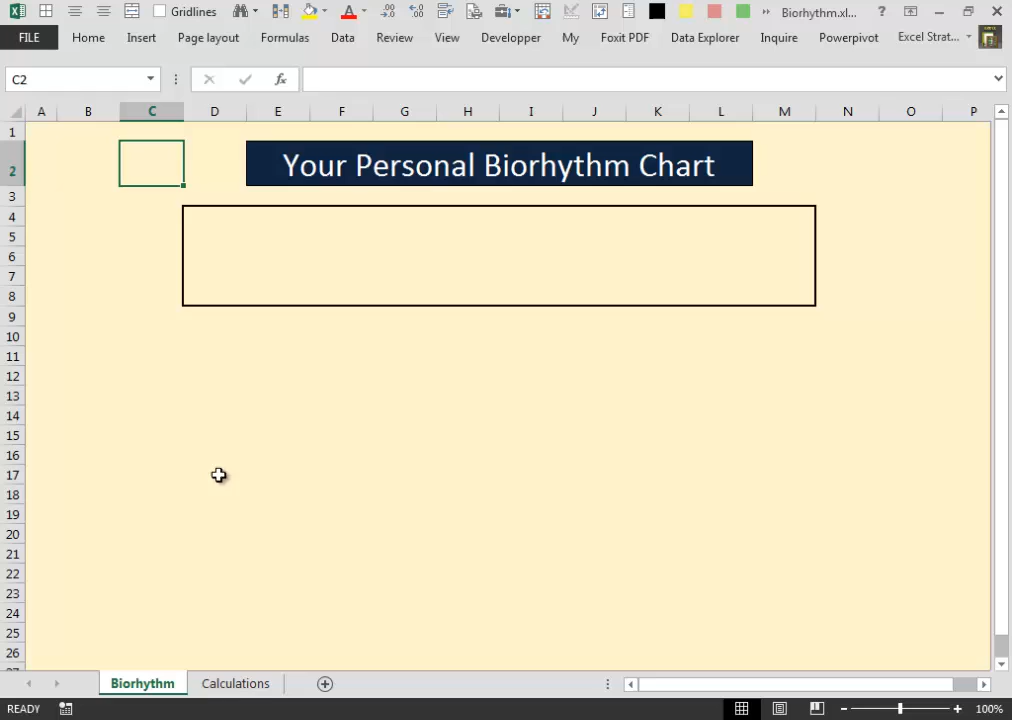 Gridlines
Biorhythm.xl...
FILE
Home
Insert
Page layout
Formulas
Data
Review
View
Developper
My
Foxit PDF
Data Explorer
Inquire
Powerpivot
Excel Strat...
C2
fx
A B C D E F G H I J K L M N O P
1
2
Your Personal Biorhythm Chart
3
4
5
6
7
8
9
10
11
12
13
14
15
16
17
18
19
20
21
22
23
24
25
26
Biorhythm
Calculations
READY
100%